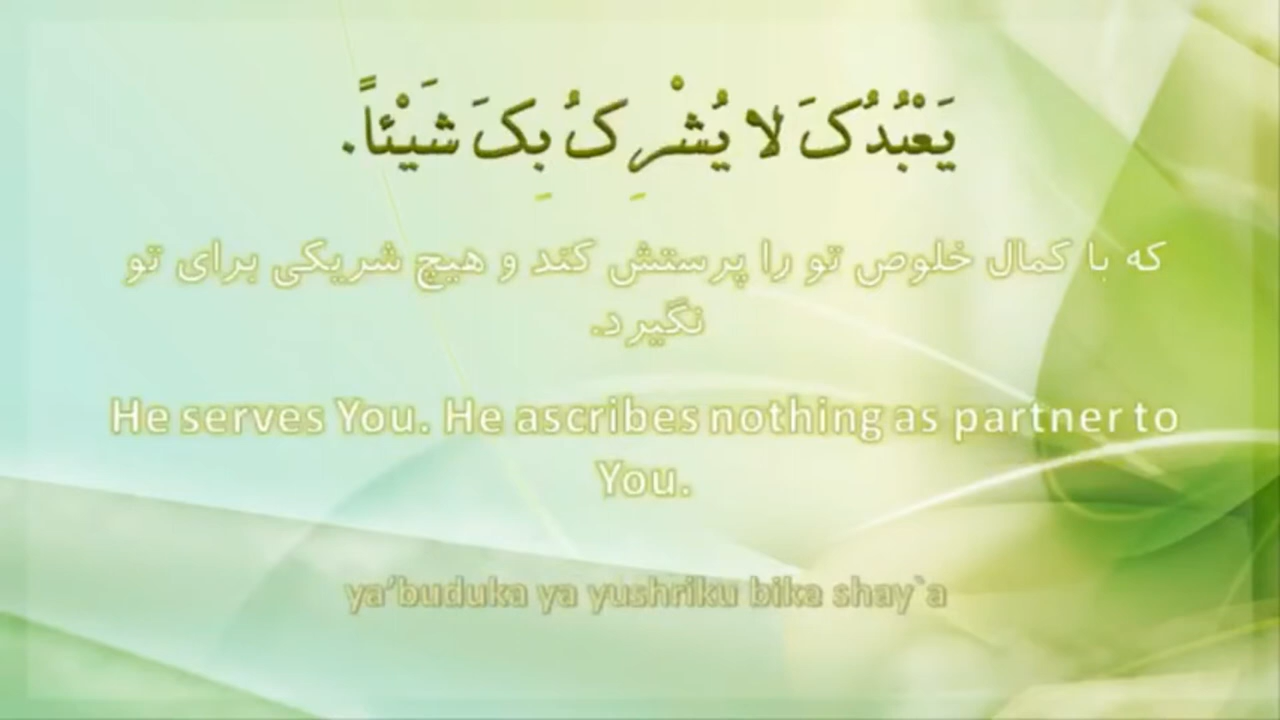 يَعْبُدُکَ لا يُشْرِکُ بِکَ شَيْئاً.
که با کمال خلوص تو را پرستش کند و هیچ شریکی برای تو
نگیرد.
He serves You. He ascribes nothing as partner to
You.
ya’buduka ya yushriku bika shay`a